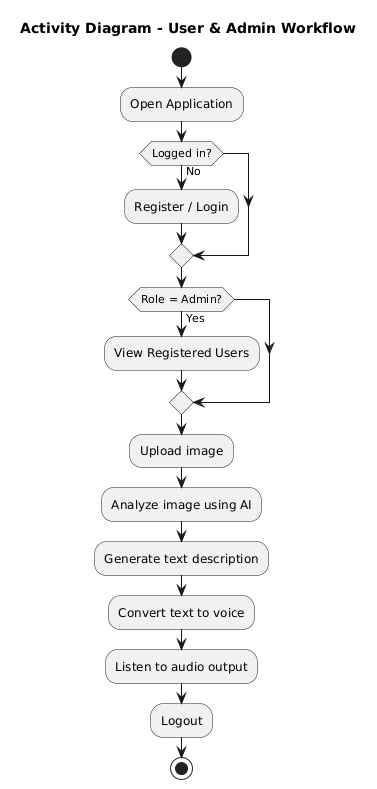 Activity Diagram - User & Admin Workflow
Open Application
Logged in?
No
Register / Login
Role = Admin?
Yes
View Registered Users
Upload image
Analyze image using AI
Generate text description
Convert text to voice
Listen to audio output
Logout